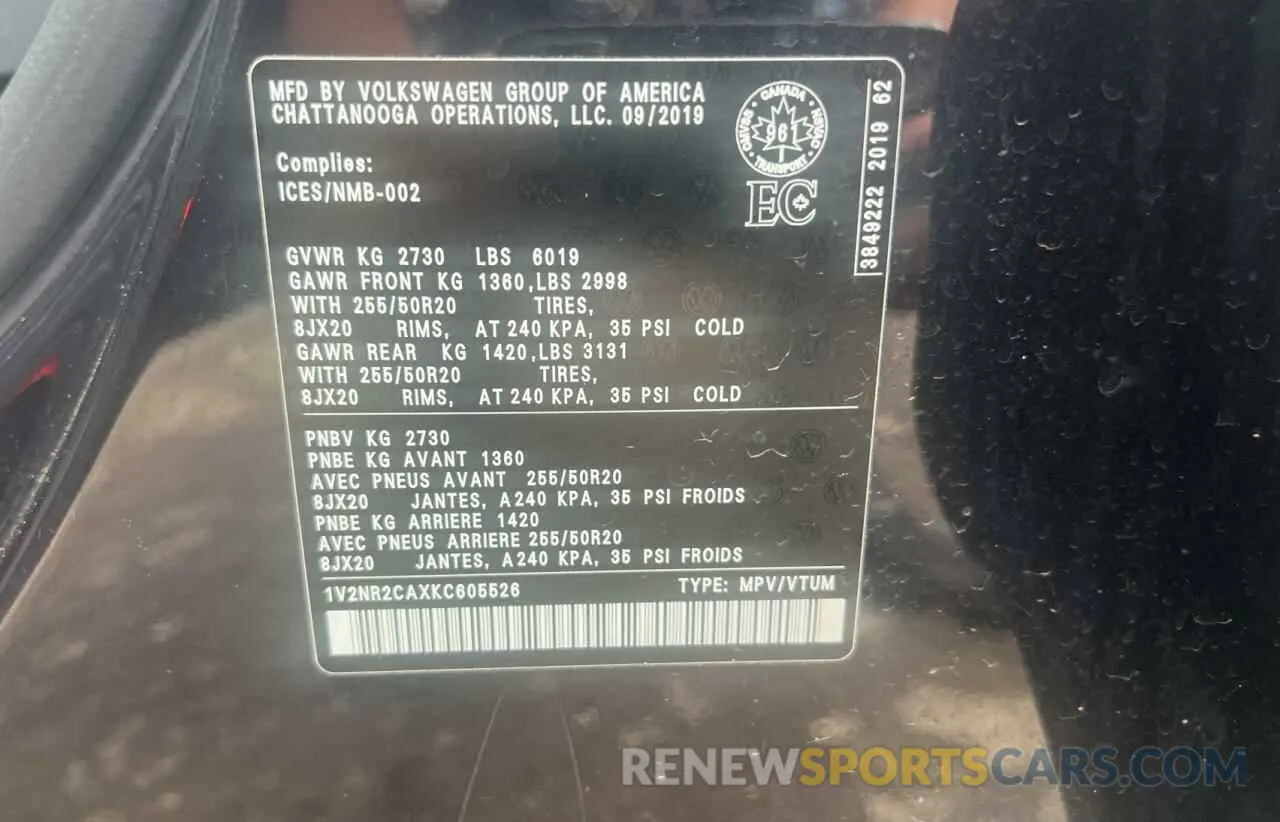 MFD BY VOLKSWAGEN GROUP OF AMERICA
CHATTANOOGA OPERATIONS, LLC. 09/2019
Complies:
ICES/NMB-002
CANADA
961
TRANSPORT
EC
3849222 2019 62
GVWR KG 2730 LBS 6019
GAWR FRONT KG 1360,LBS 2998
WITH 255/50R20 TIRES,
8JX20 RIMS, AT 240 KPA, 35 PSI COLD
GAWR REAR KG 1420,LBS 3131
WITH 255/50R20 TIRES,
8JX20 RIMS, AT 240 KPA, 35 PSI COLD
PNBV KG 2730
PNBE KG AVANT 1360
AVEC PNEUS AVANT 255/50R20
8JX20 JANTES, A240 KPA, 35 PSI FROIDS
PNBE KG ARRIERE 1420
AVEC PNEUS ARRIERE 255/50R20
8JX20 JANTES, A240 KPA, 35 PSI FROIDS
1V2NR2CAXKC605526 TYPE: MPV/VTUM
RENEWSPORTSCARS.COM